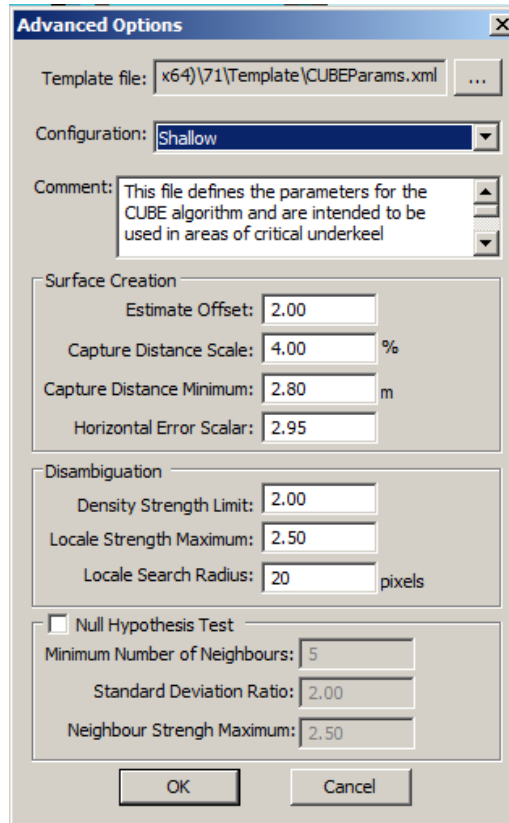 Advanced Options
Template file: x64)\71\Template\CUBEParams.xml ...
Configuration: Shallow
Comment: This file defines the parameters for the
CUBE algorithm and are intended to be
used in areas of critical underkeel
Surface Creation
Estimate Offset: 2.00
Capture Distance Scale: 4.00 %
Capture Distance Minimum: 2.80 m
Horizontal Error Scalar: 2.95
Disambiguation
Density Strength Limit: 2.00
Locale Strength Maximum: 2.50
Locale Search Radius: 20 pixels
Null Hypothesis Test
Minimum Number of Neighbours: 5
Standard Deviation Ratio: 2.00
Neighbour Strengh Maximum: 2.50
OK Cancel